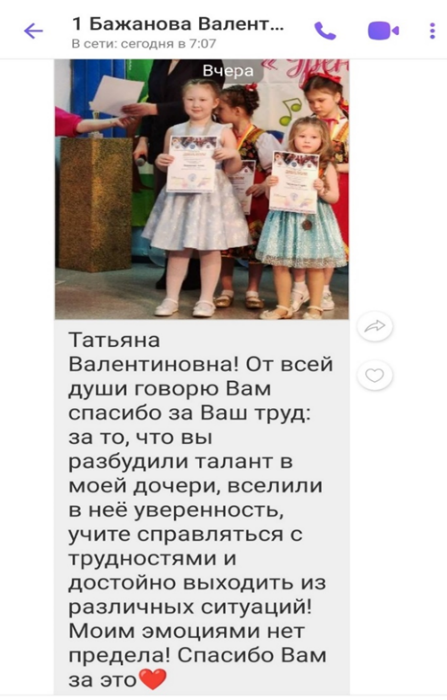 1 Бажанова Валент...
В сети: сегодня в 7:07
Вчера
Татьяна
Валентиновна! От всей
души говорю Вам
спасибо за Ваш труд:
за то, что вы
разбудили талант в
моей дочери, вселили
в неё уверенность,
учите справляться с
трудностями и
достойно выходить из
различных ситуаций!
Моим эмоциями нет
предела! Спасибо Вам
за это❤️